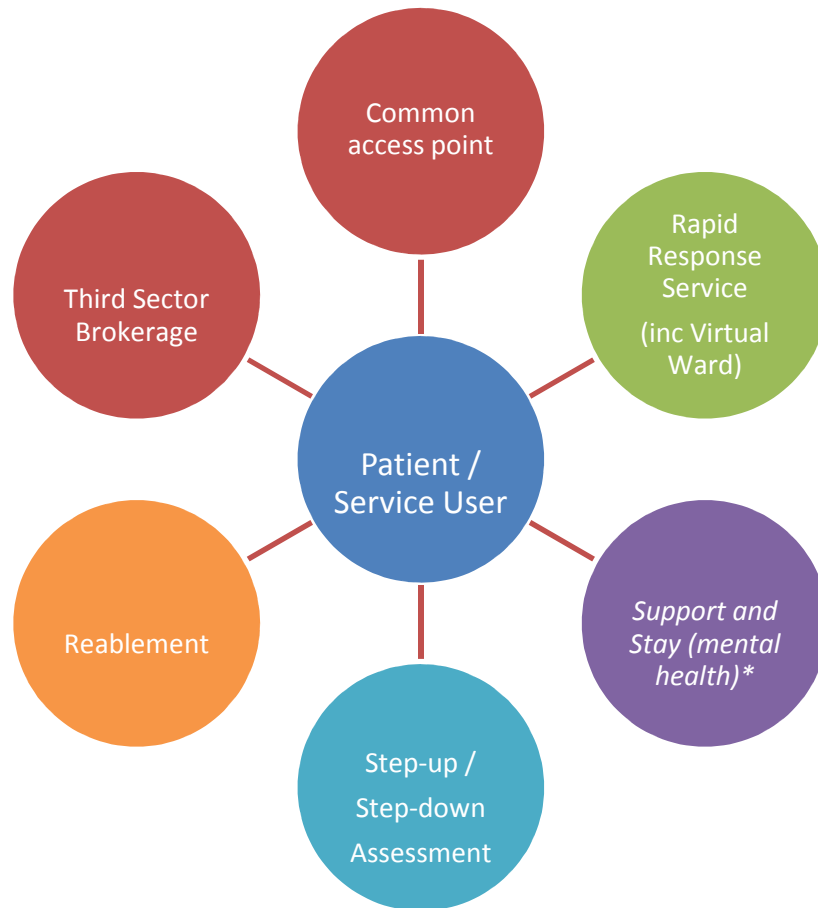 Common
access point
Rapid
Response
Service
(inc Virtual
Ward)
Third Sector
Brokerage
Patient /
Service User
Support and
Stay (mental
health)*
Reablement
Step-up /
Step-down
Assessment